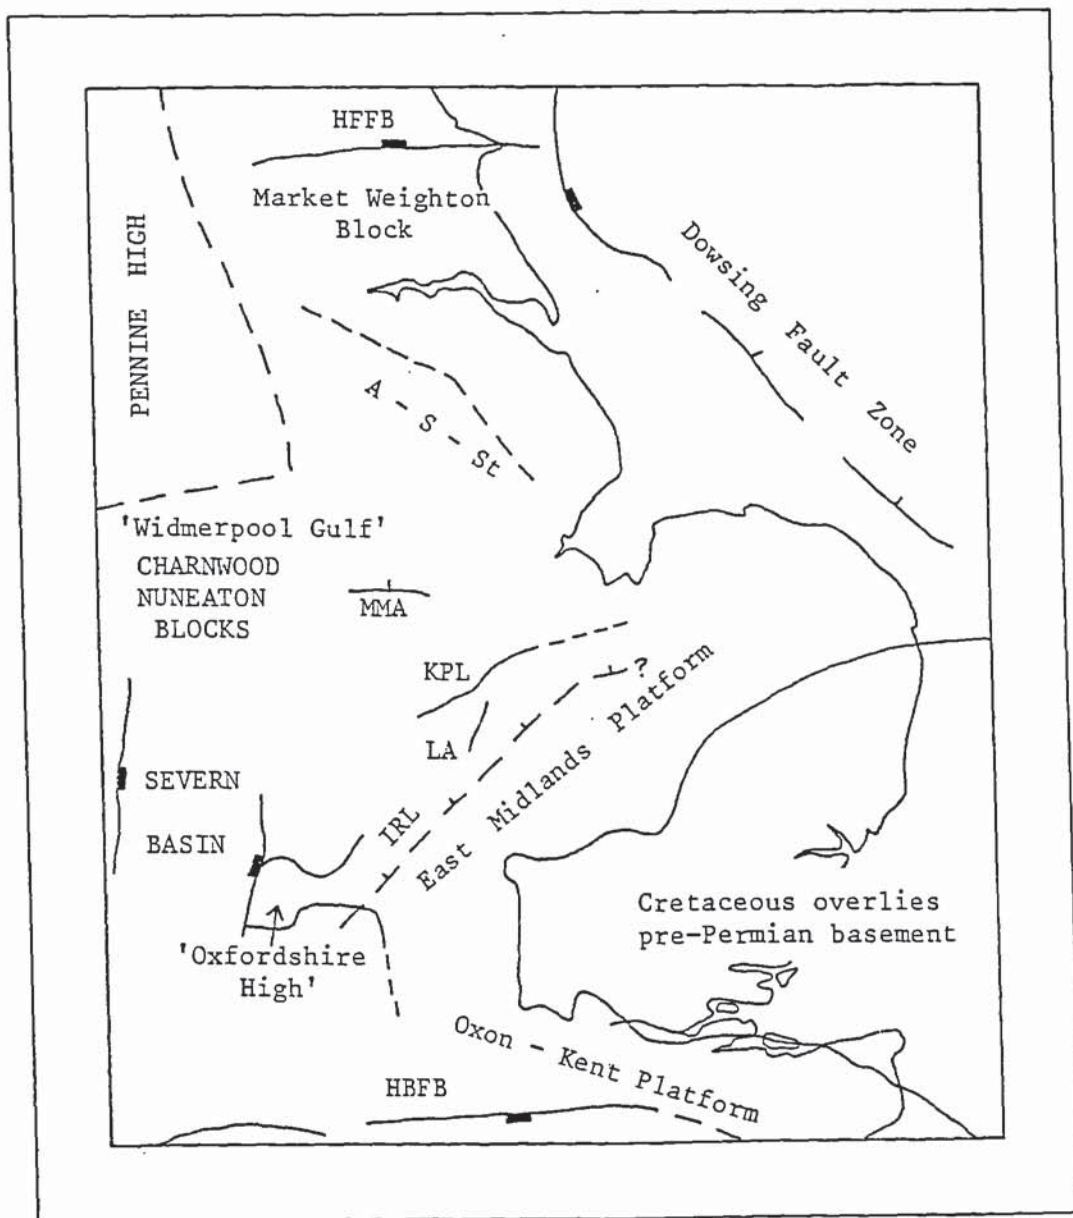 HFFB
Market Weighton
Block
PENNINE HIGH
Dowsing Fault Zone
A - S - St
'Widmerpool Gulf'
CHARNWOOD
NUNEATON
BLOCKS
MMA
KPL
?
LA
East Midlands Platform
SEVERN
BASIN
IRL
Cretaceous overlies
pre-Permian basement
'Oxfordshire
High'
Oxon - Kent Platform
HBFB